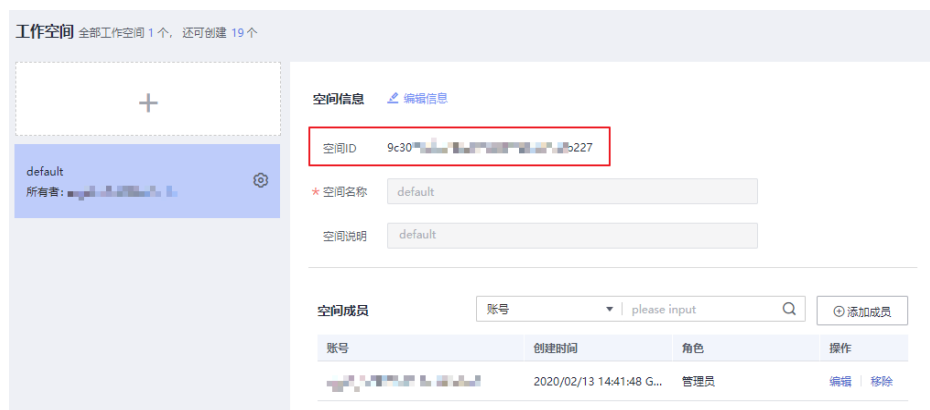 工作空间 全部工作空间 1 个, 还可创建 19 个
空间信息 编辑信息
空间ID 9c30 b227
default
所有者:
* 空间名称 default
空间说明 default
空间成员 账号 please input 添加成员
账号 创建时间 角色 操作
2020/02/13 14:41:48 G... 管理员 编辑 移除